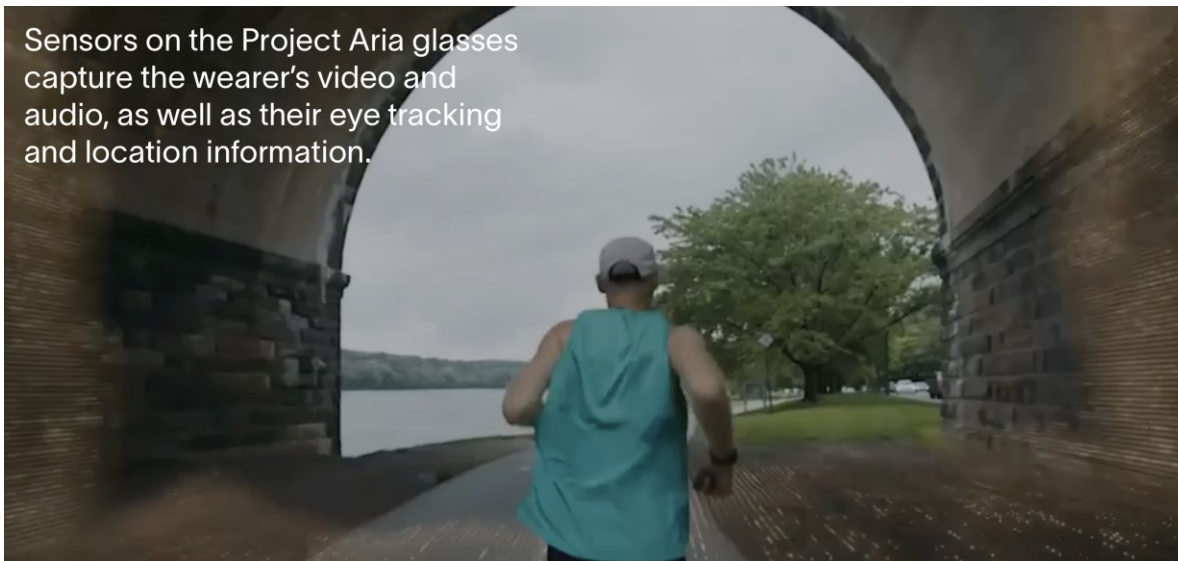 Sensors on the Project Aria glasses
capture the wearer’s video and
audio, as well as their eye tracking
and location information.